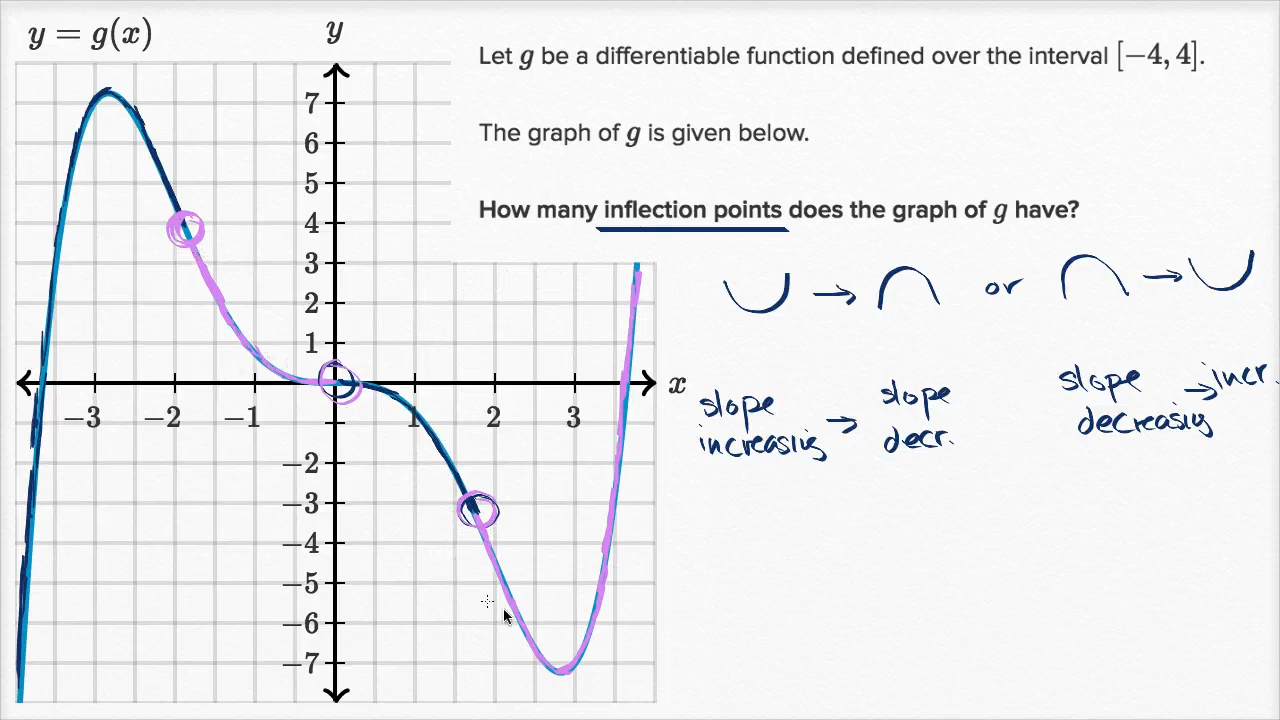 y = g(x)
y
Let g be a differentiable function defined over the interval [−4, 4].
The graph of g is given below.
How many inflection points does the graph of g have?
7
6
5
4
3
2
1
or
x
−3 −2 −1 1 2 3
−2
−3
−4
−5
−6
−7
slope increasing → slope decr.
slope decreasing → incr.